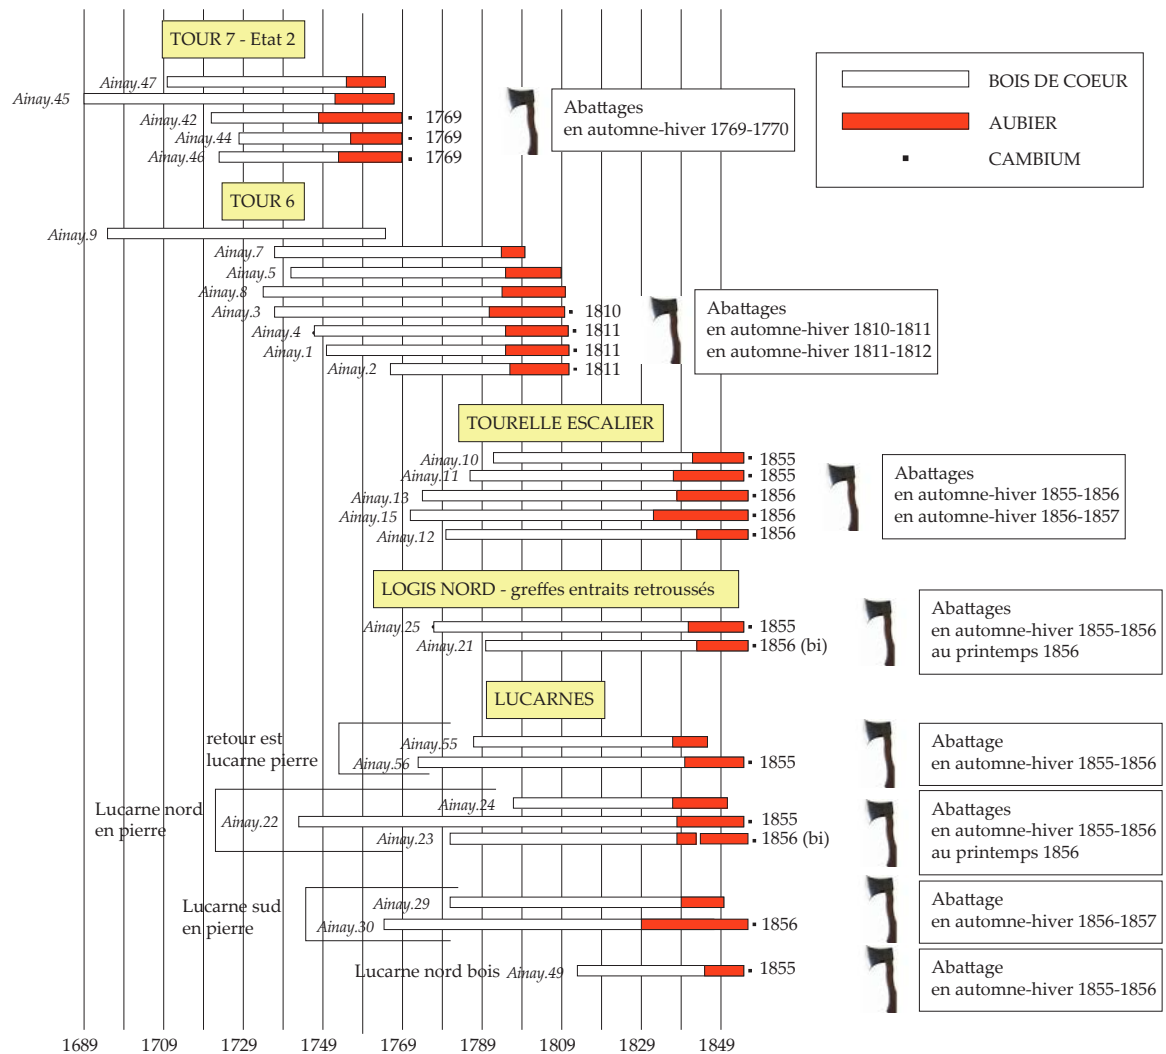 TOUR 7 - Etat 2
Ainay.47
Ainay.45
Ainay.42 1769
Ainay.44 1769
Ainay.46 1769
Abattages
en automne-hiver 1769-1770
BOIS DE COEUR
AUBIER
CAMBIUM
TOUR 6
Ainay.9
Ainay.7
Ainay.5
Ainay.8
Ainay.3 1810
Ainay.4 1811
Ainay.1 1811
Ainay.2 1811
Abattages
en automne-hiver 1810-1811
en automne-hiver 1811-1812
TOURELLE ESCALIER
Ainay.10 1855
Ainay.11 1855
Ainay.13 1856
Ainay.15 1856
Ainay.12 1856
Abattages
en automne-hiver 1855-1856
en automne-hiver 1856-1857
LOGIS NORD - greffes entraits retroussés
Ainay.25 1855
Ainay.21 1856 (bi)
Abattages
en automne-hiver 1855-1856
au printemps 1856
LUCARNES
retour est
lucarne pierre
Ainay.55
Ainay.56 1855
Abattage
en automne-hiver 1855-1856
Lucarne nord
en pierre
Ainay.24
Ainay.22 1855
Ainay.23 1856 (bi)
Abattages
en automne-hiver 1855-1856
au printemps 1856
Lucarne sud
en pierre
Ainay.29
Ainay.30 1856
Abattage
en automne-hiver 1856-1857
Lucarne nord bois Ainay.49 1855
Abattage
en automne-hiver 1855-1856
1689 1709 1729 1749 1769 1789 1809 1829 1849